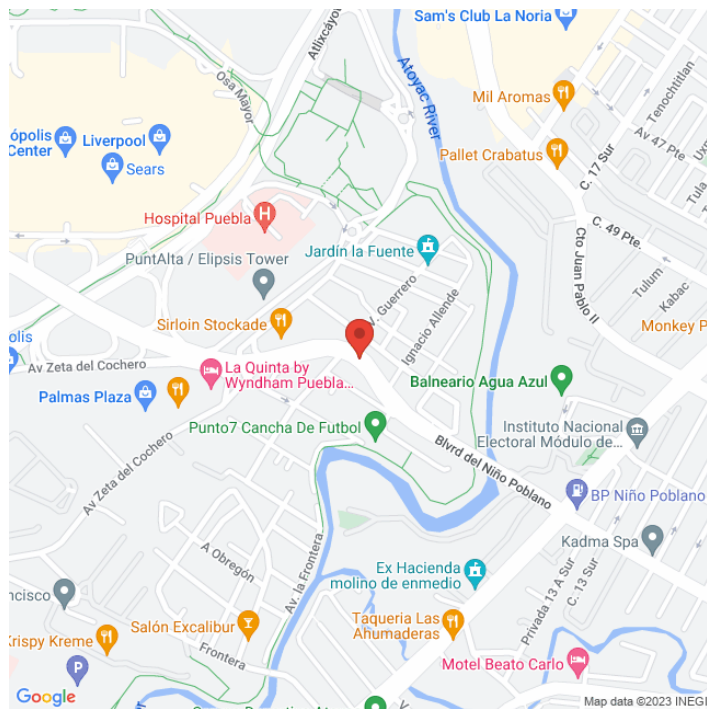 Sam's Club La Noria
Atlixcáyotl
Osa Mayor
Atoyac River
Mil Aromas
Tenochtitlan
Av 47 Pte
Liverpool
Center
Sears
Pallet Crabatus
C. 17 Sur
Hospital Puebla
C. 49 Pte.
Cto Juan Pablo II
Tulum
Kabac
PuntAlta / Elipsis Tower
Jardín la Fuente
V. Guerrero
Ignacio Allende
Sirloin Stockade
Monkey P
Av Zeta del Cochero
La Quinta by
Wyndham Puebla...
Palmas Plaza
Balneario Agua Azul
Punto7 Cancha De Futbol
Instituto Nacional
Electoral Módulo de...
Blvrd del Niño Poblano
Av Zeta del Cochero
BP Niño Poblano
A Obregón
Av. la Frontera
Kadma Spa
Ex Hacienda
molino de enmedio
Privada 13 A Sur
C. 13 Sur
Salón Excalibur
Taqueria Las
Ahumaderas
Krispy Kreme
Frontera
Motel Beato Carlo
P
Google
Map data ©2023 INEGI